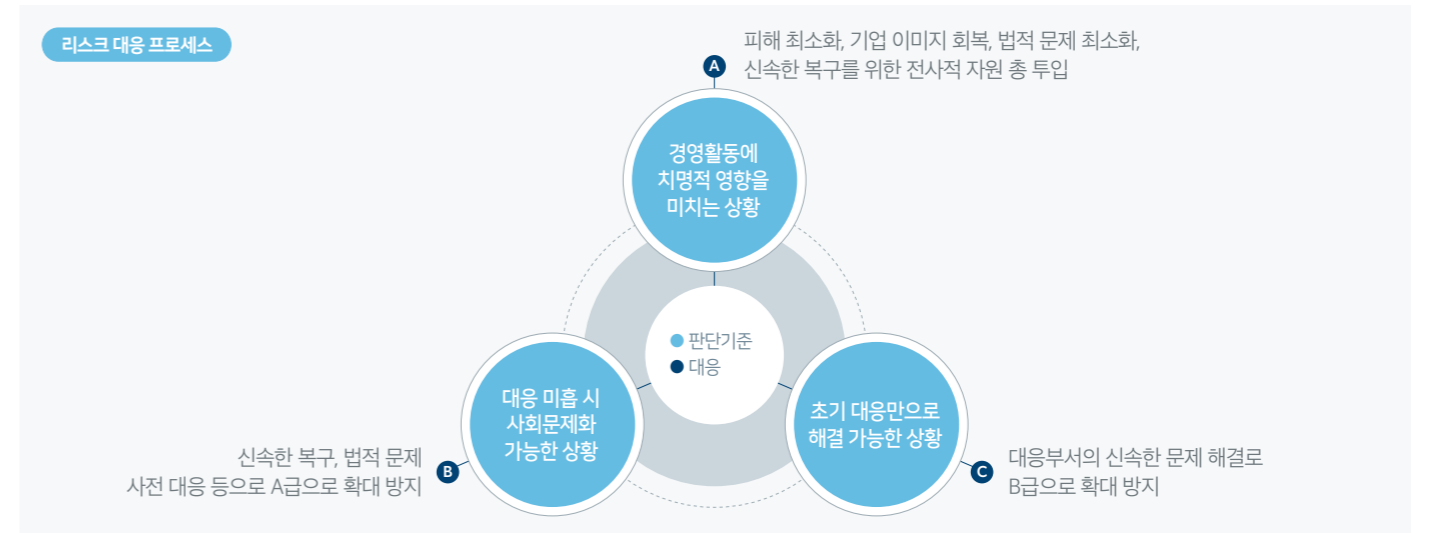 리스크 대응 프로세스
A
피해 최소화, 기업 이미지 회복, 법적 문제 최소화,
신속한 복구를 위한 전사적 자원 총 투입
경영활동에
치명적 영향을
미치는 상황
판단기준
대응
대응 미흡 시
사회문제화
가능한 상황
B
신속한 복구, 법적 문제
사전 대응 등으로 A급으로 확대 방지
초기 대응만으로
해결 가능한 상황
C
대응부서의 신속한 문제 해결로
B급으로 확대 방지